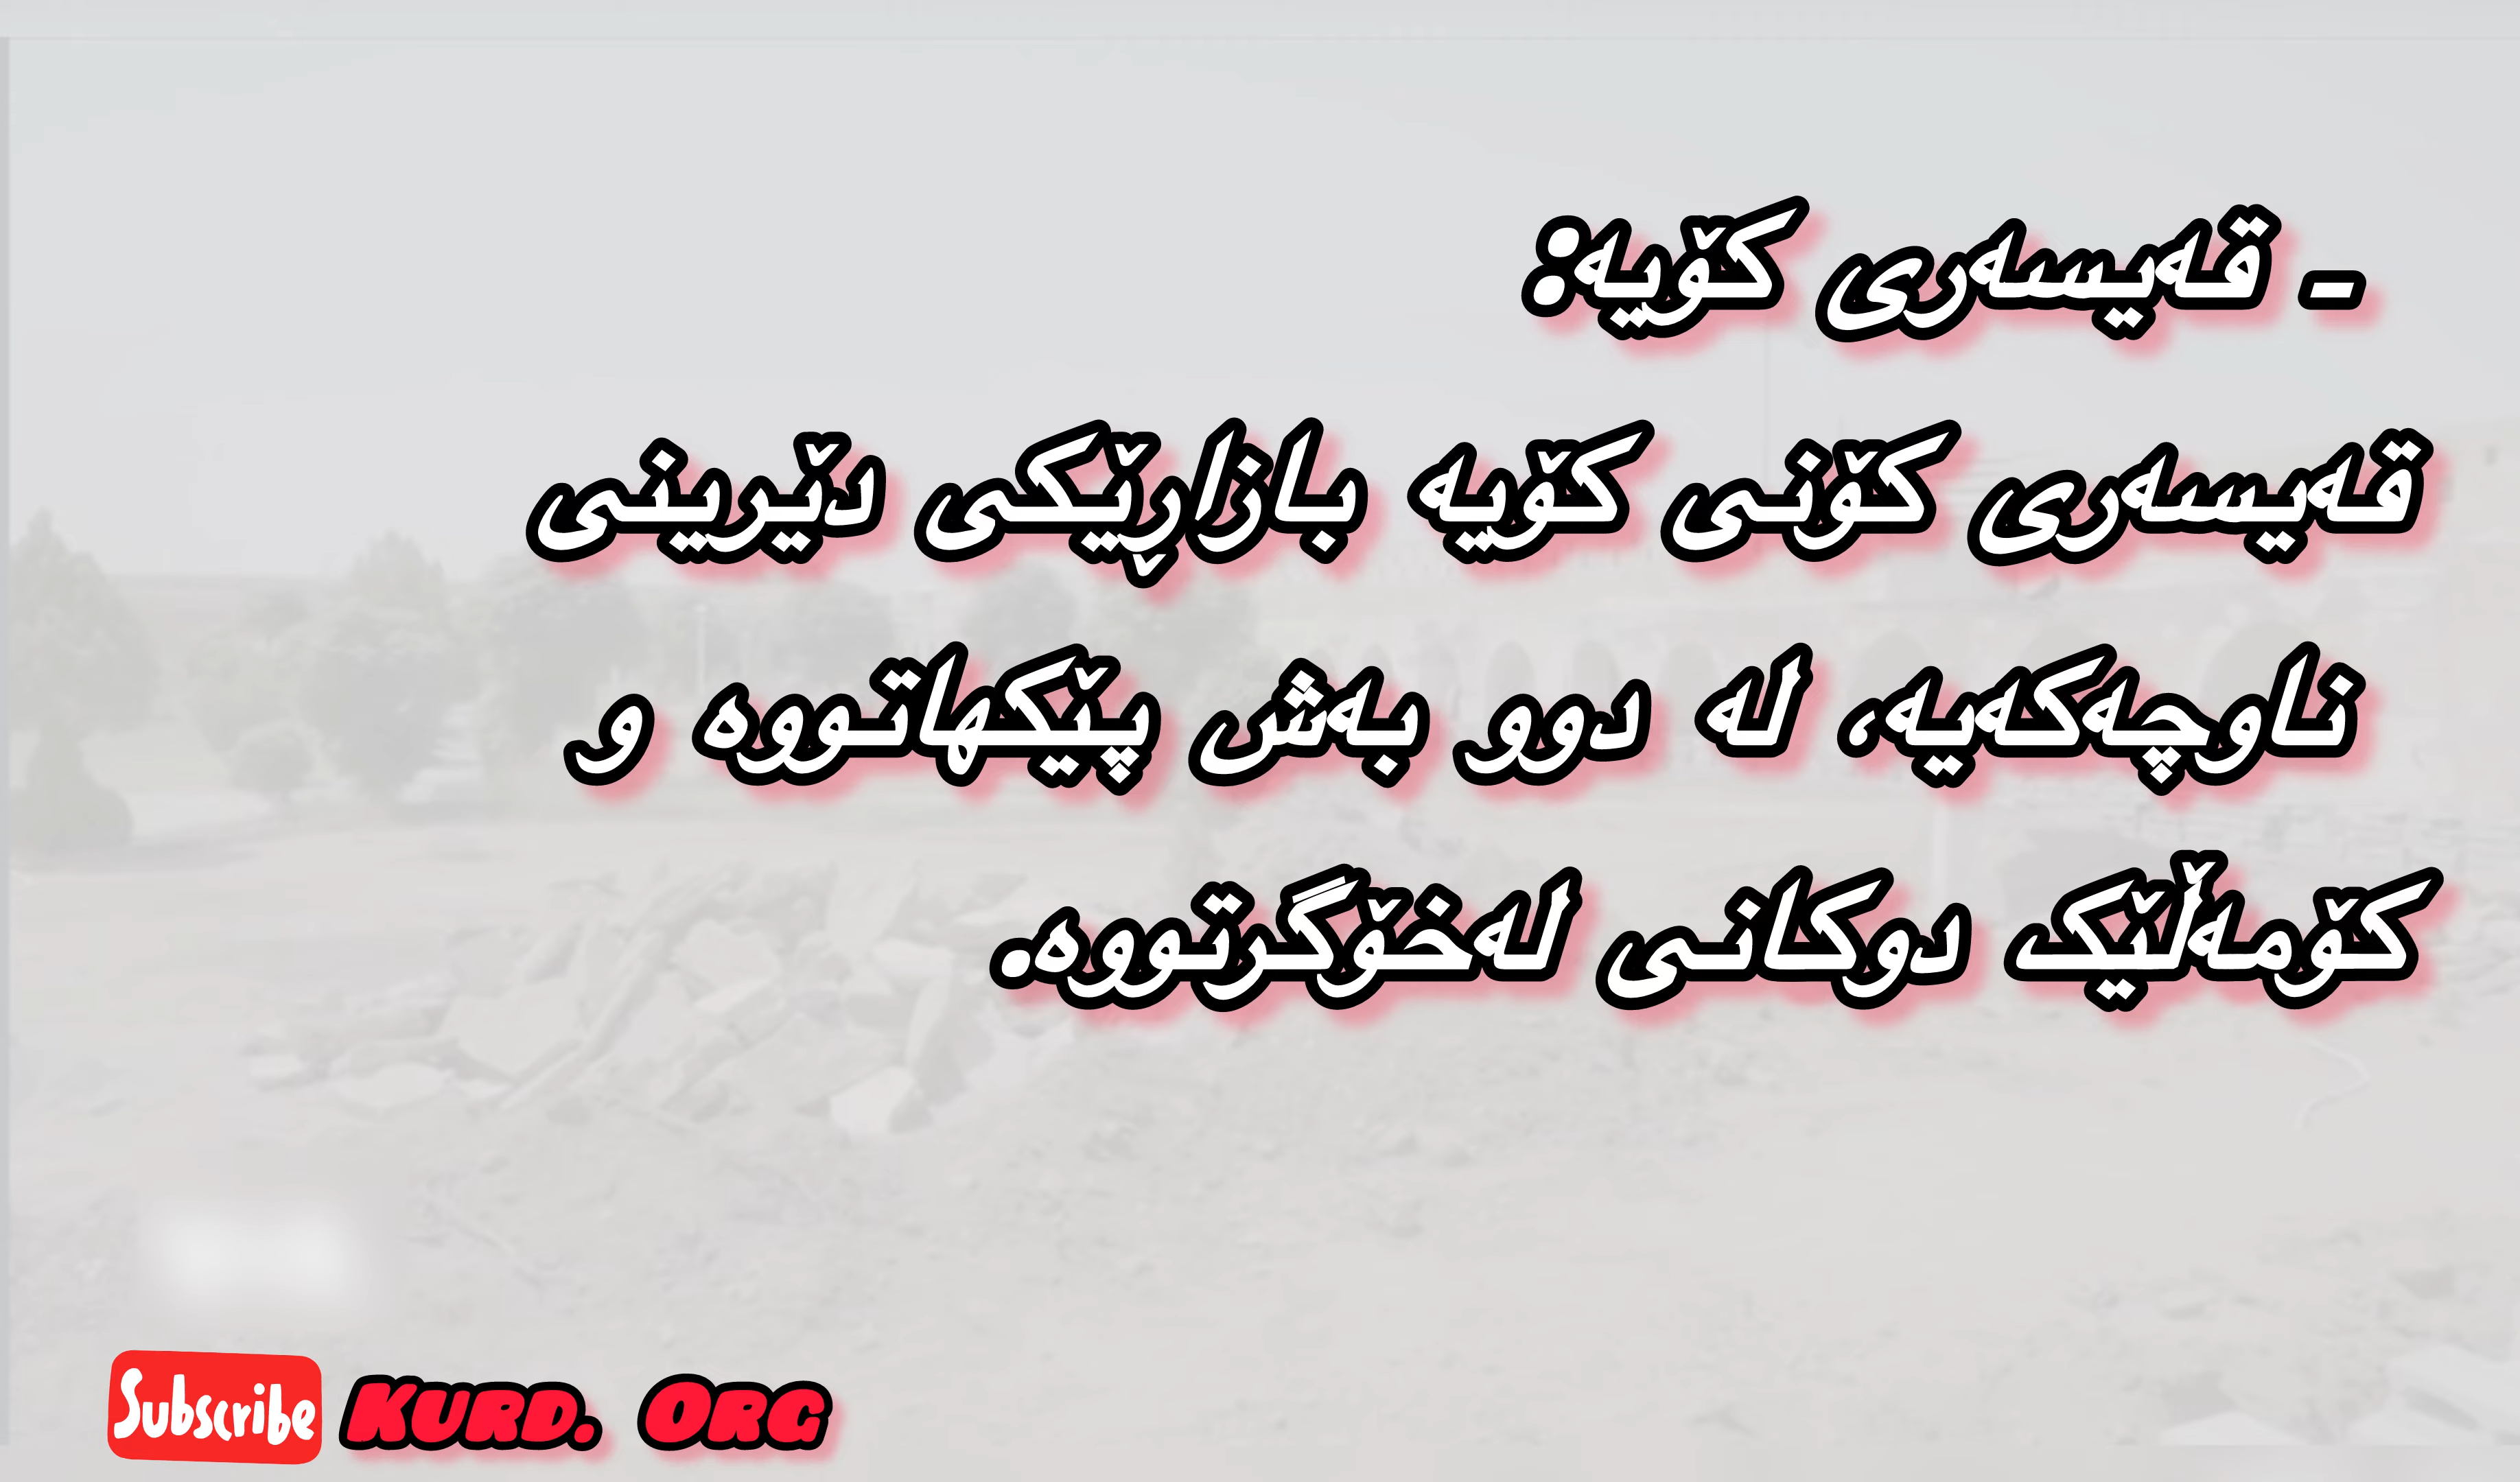 - قەیسەری کۆیە:
قەیسەری کۆنی کۆیە بازاڕێکی دێرینی
ناوچەکەیە، لە دوو بەش پێکهاتووە و
کۆمەڵێک دوکانی لەخۆگرتووە.
Subscribe KURD. ORG